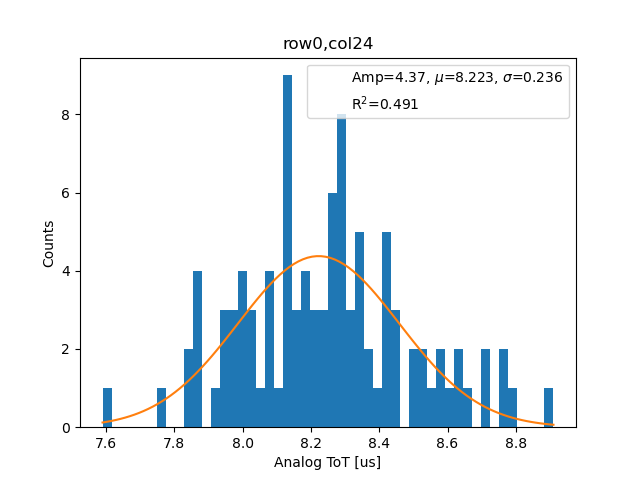 row0,col24
Amp=4.37, μ=8.223, σ=0.236
R²=0.491
Counts
8
6
4
2
0
7.6 7.8 8.0 8.2 8.4 8.6 8.8
Analog ToT [us]